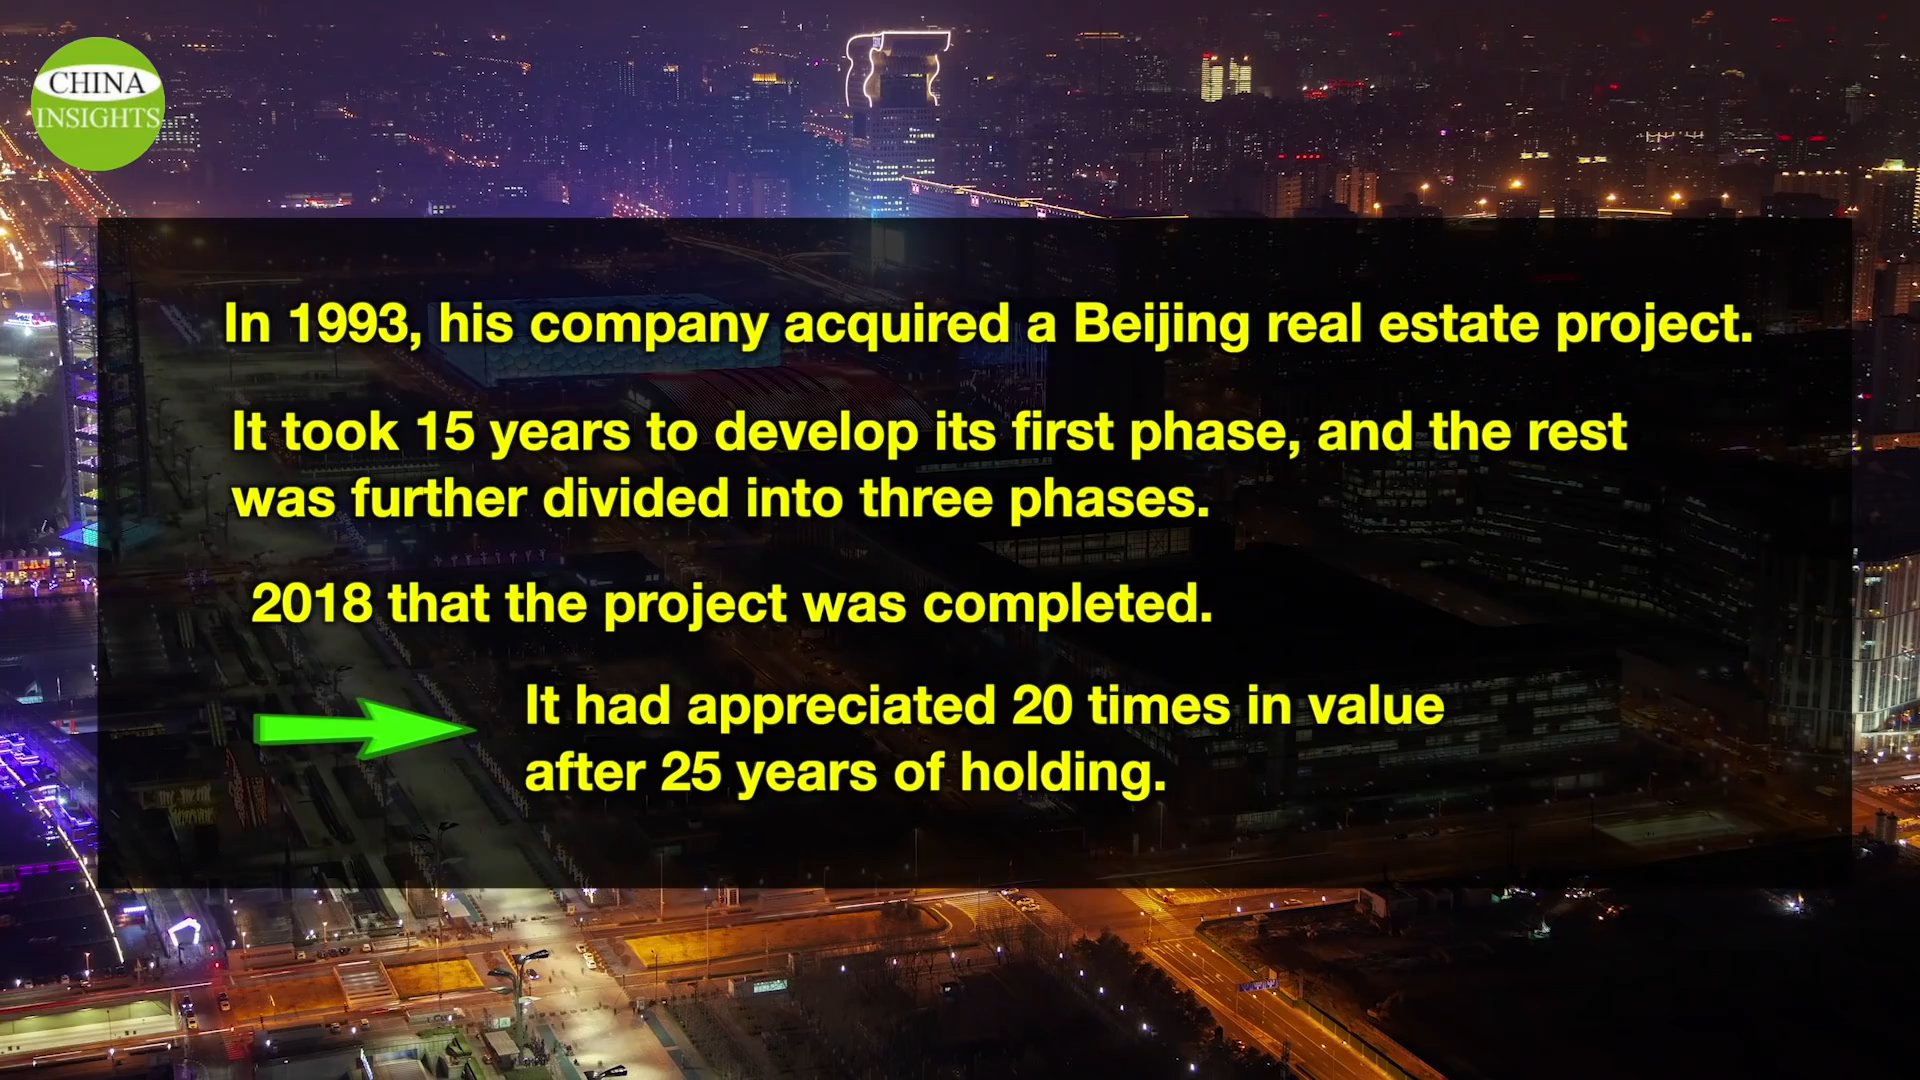 CHINA
INSIGHTS
In 1993, his company acquired a Beijing real estate project.
It took 15 years to develop its first phase, and the rest
was further divided into three phases.
2018 that the project was completed.
It had appreciated 20 times in value
after 25 years of holding.